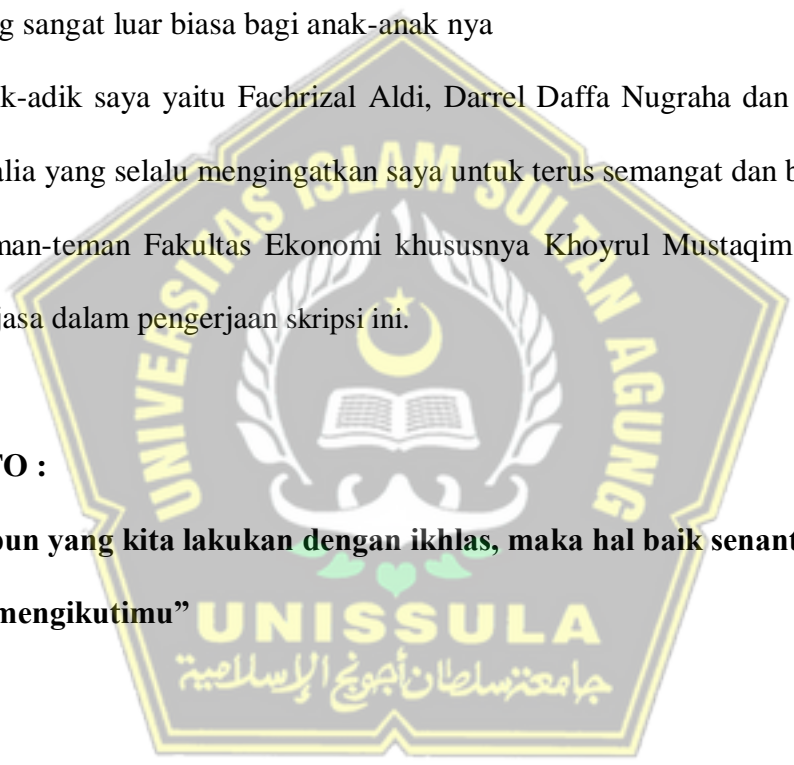 g sangat luar biasa bagi anak-anak nya
k-adik saya yaitu Fachrizal Aldi, Darrel Daffa Nugraha dan
alia yang selalu mengingatkan saya untuk terus semangat dan b
man-teman Fakultas Ekonomi khususnya Khoyrul Mustaqim
jasa dalam pengerjaan skripsi ini.
TO :
pun yang kita lakukan dengan ikhlas, maka hal baik senant
mengikutimu”
UNIVERSITAS ISLAM SULTAN AGUNG
UNISSULA
جامعتنسلطان أجونج الإسلامية